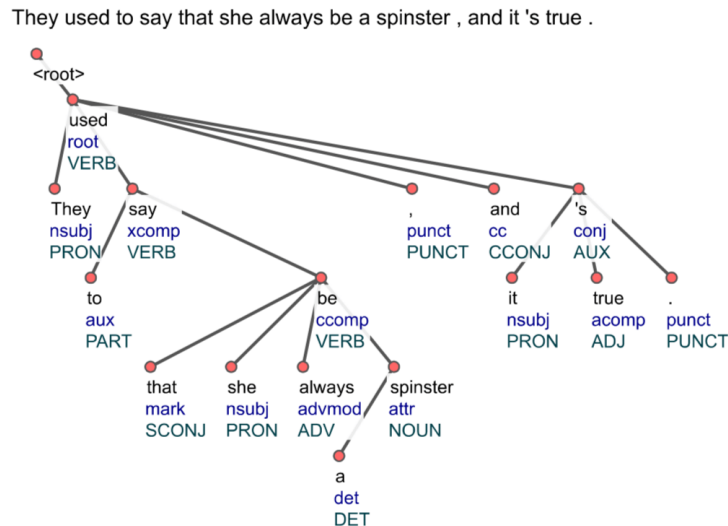 They used to say that she always be a spinster , and it 's true .
<root>
used
root
VERB
They say , and 's
nsubj xcomp punct cc conj
PRON VERB PUNCT CCONJ AUX
to be it true .
aux ccomp nsubj acomp punct
PART VERB PRON ADJ PUNCT
that she always spinster
mark nsubj advmod attr
SCONJ PRON ADV NOUN
a
det
DET